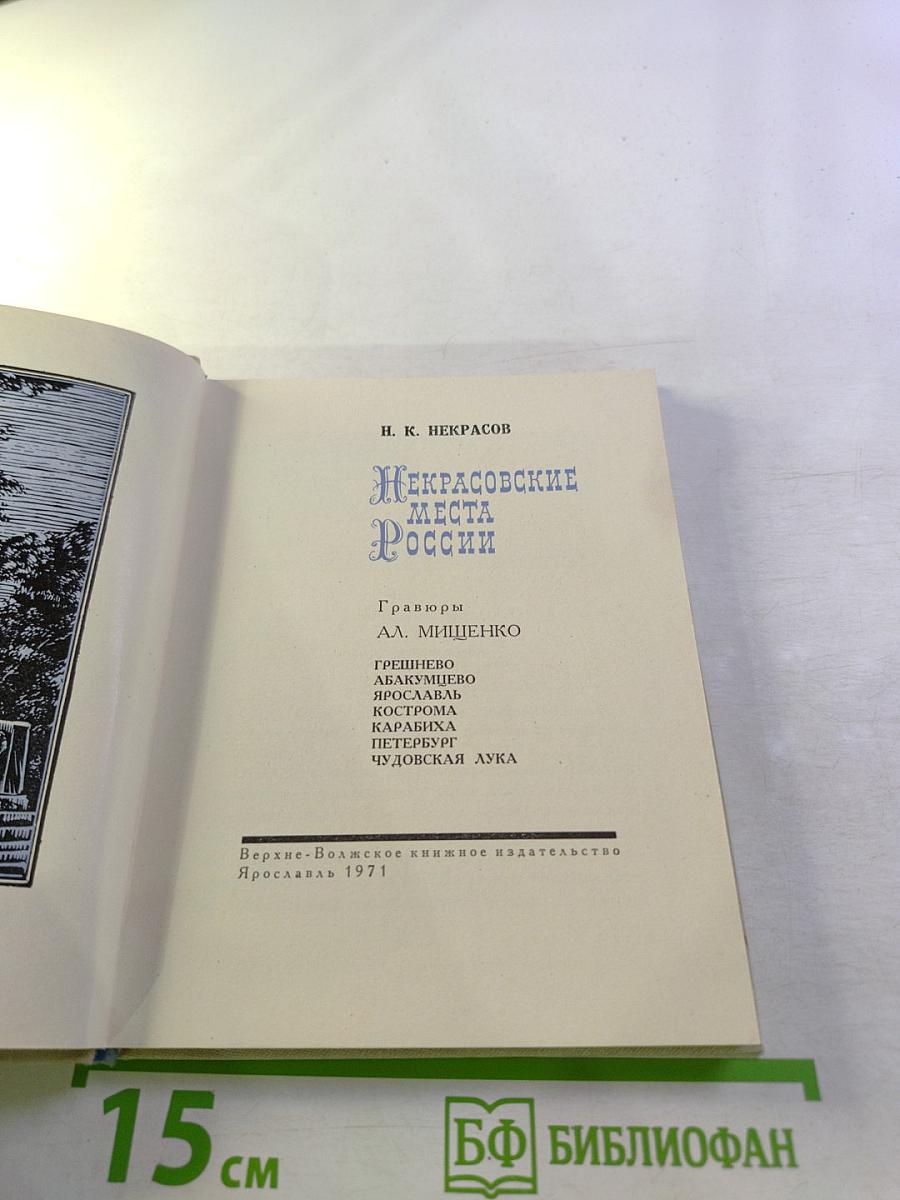 Н. К. НЕКРАСОВ
НЕКРАСОВСКИЕ
МЕСТА
РОССИИ
Гравюры
АЛ. МИЩЕНКО
ГРЕШНЕВО
АБАКУМЦЕВО
ЯРОСЛАВЛЬ
КОСТРОМА
КАРАБИХА
ПЕТЕРБУРГ
ЧУДОВСКАЯ ЛУКА
Верхне-Волжское книжное издательство
Ярославль 1971
15 СМ
БФ БИБЛИОФАН